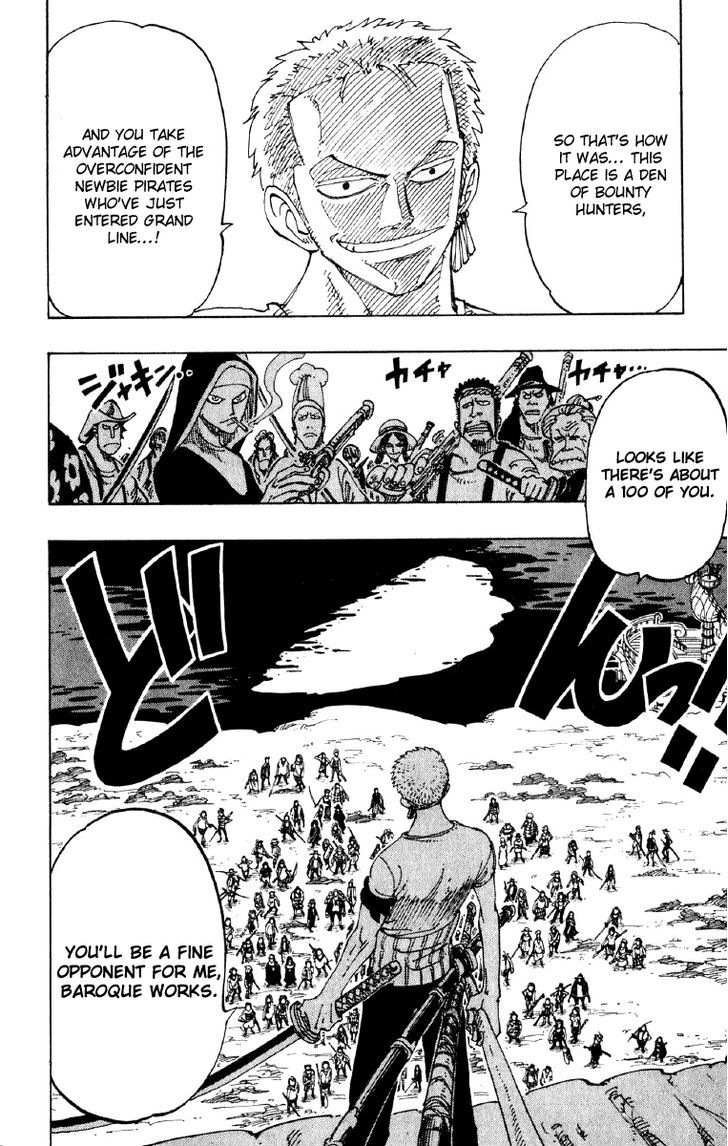 SO THAT'S HOW
IT WAS... THIS
PLACE IS A DEN
OF BOUNTY
HUNTERS,
AND YOU TAKE
ADVANTAGE OF THE
OVERCONFIDENT
NEWBIE PIRATES
WHO'VE JUST
ENTERED GRAND
LINE...!
カチャ...
カチャ
ジャキン...
LOOKS LIKE
THERE'S ABOUT
A 100 OF YOU.
どんっ!!
YOU'LL BE A FINE
OPPONENT FOR ME,
BAROQUE WORKS.